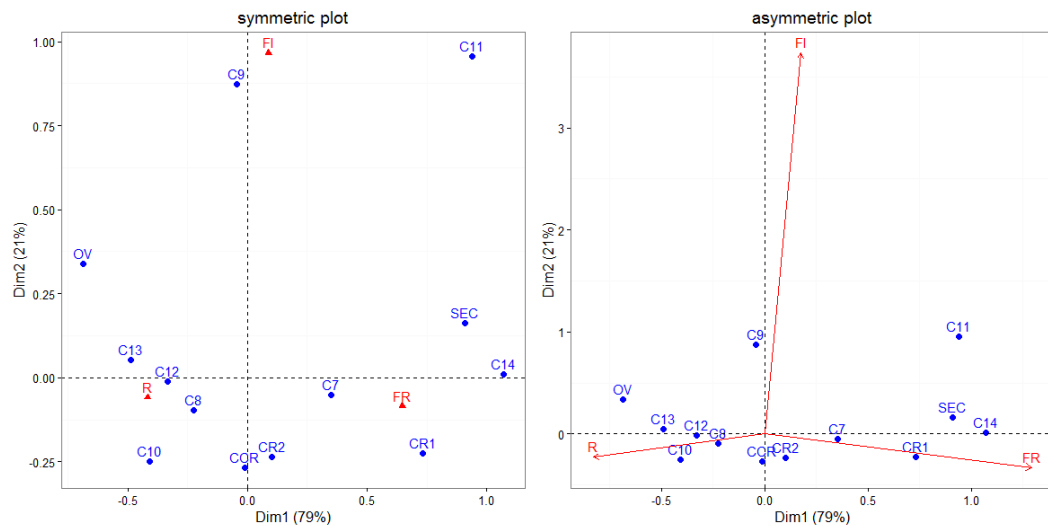 symmetric plot
FI
C11
C9
OV
SEC
C13
C12
C14
R
C8
C7
FR
C10
COR
CR2
CR1
1.00
0.75
0.50
0.25
0.00
-0.25
Dim2 (21%)
-0.5
0.0
0.5
1.0
Dim1 (79%)
asymmetric plot
FI
C9
C11
OV
SEC
C13
C12
C14
C8
C7
R
C10
COR
CR2
CR1
FR
3
2
1
0
Dim2 (21%)
-0.5
0.0
0.5
1.0
Dim1 (79%)